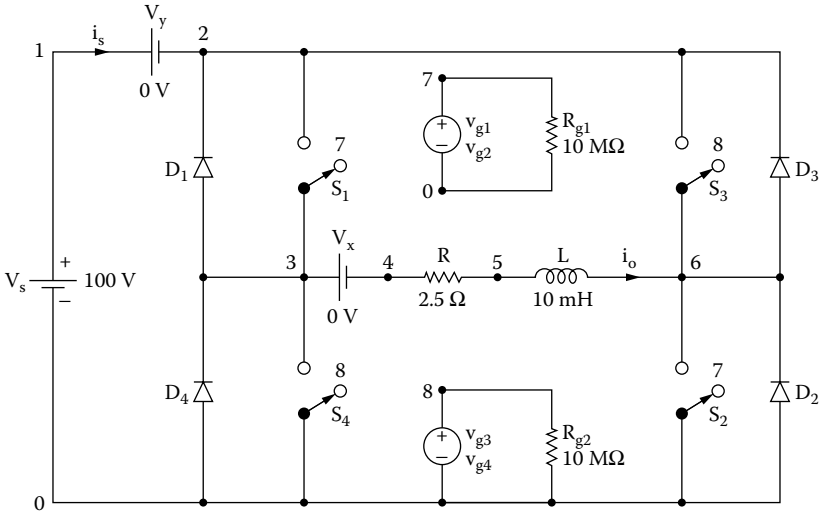 V_y
i_s
1
2
0 V
7
v_g1
v_g2
R_g1
10 MΩ
0
D_1
7
S_1
8
S_3
D_3
V_x
3
4
R
5
L
i_o
6
V_s
+
−
100 V
0 V
2.5 Ω
10 mH
D_4
8
S_4
8
+
−
v_g3
v_g4
R_g2
10 MΩ
7
S_2
D_2
+
−
0